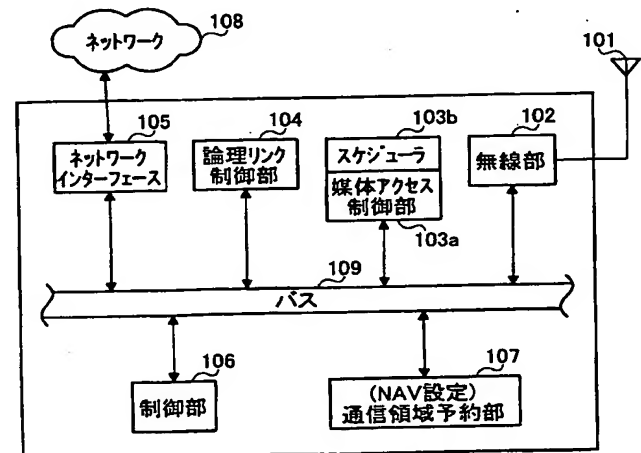 ネットワーク
108
101
105
104
103b
102
ネットワーク
インターフェース
論理リンク
制御部
スケジューラ
媒体アクセス
制御部
無線部
103a
109
バス
106
107
制御部
(NAV設定)
通信領域予約部